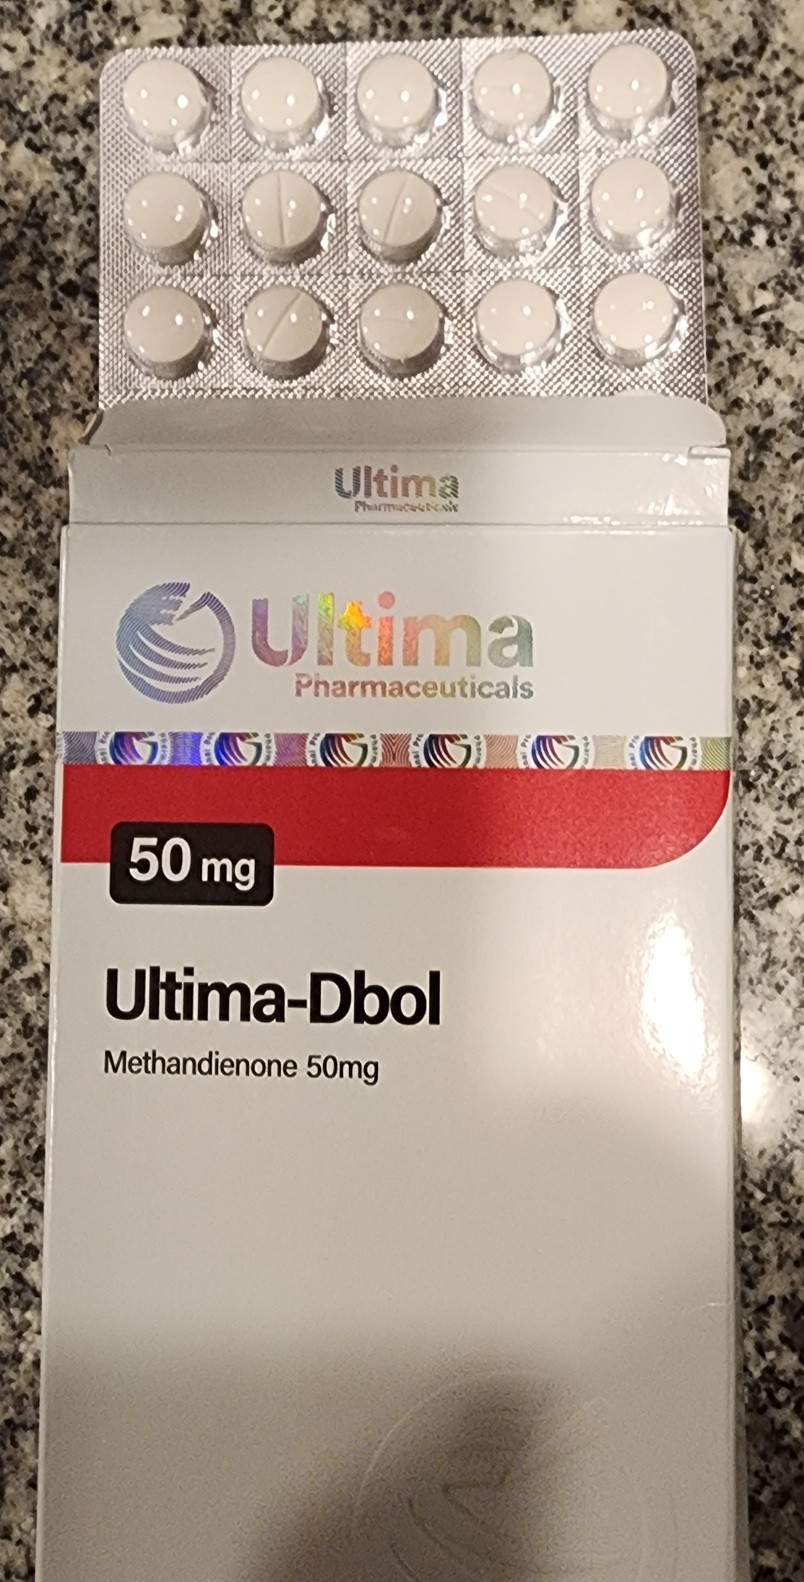 Ultima
Pharmaceuticals
Ultima
Pharmaceuticals
50 mg
Ultima-Dbol
Methandienone 50mg